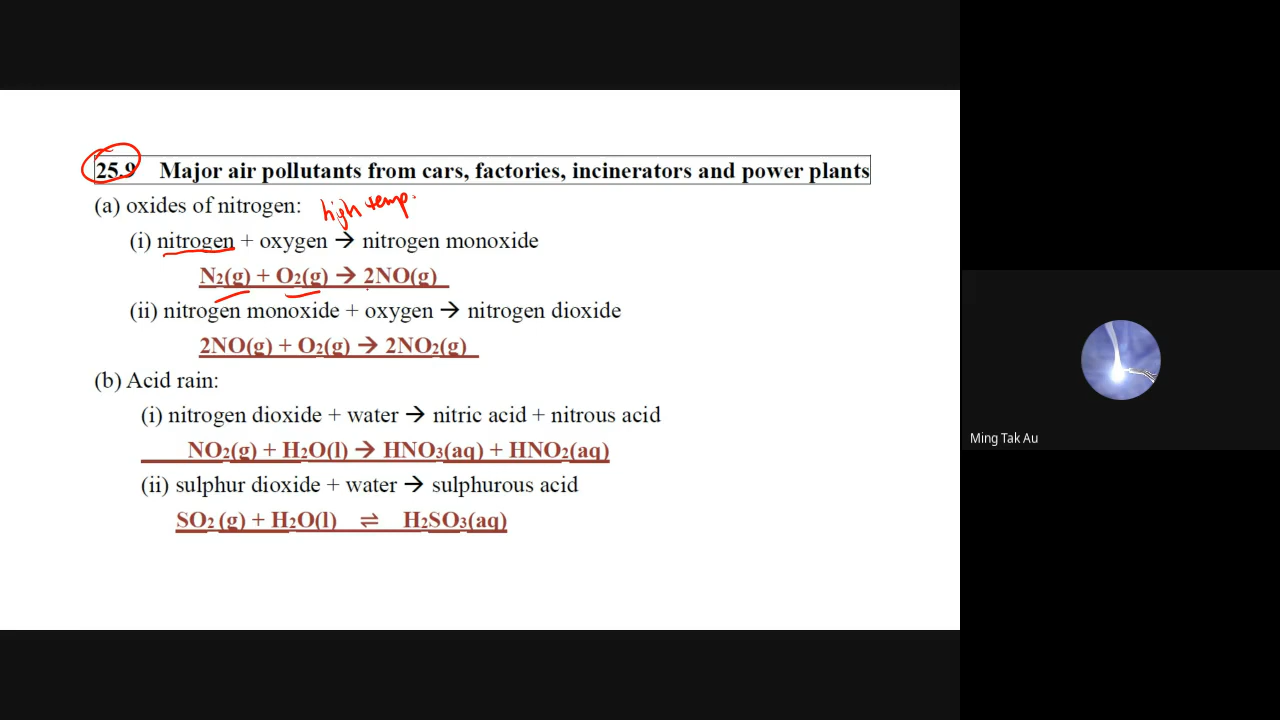 25.9 Major air pollutants from cars, factories, incinerators and power plants
(a) oxides of nitrogen: high temp.
(i) nitrogen + oxygen → nitrogen monoxide
N₂(g) + O₂(g) → 2NO(g)
(ii) nitrogen monoxide + oxygen → nitrogen dioxide
2NO(g) + O₂(g) → 2NO₂(g)
(b) Acid rain:
(i) nitrogen dioxide + water → nitric acid + nitrous acid
NO₂(g) + H₂O(l) → HNO₃(aq) + HNO₂(aq)
(ii) sulphur dioxide + water → sulphurous acid
SO₂ (g) + H₂O(l) ⇌ H₂SO₃(aq)
Ming Tak Au